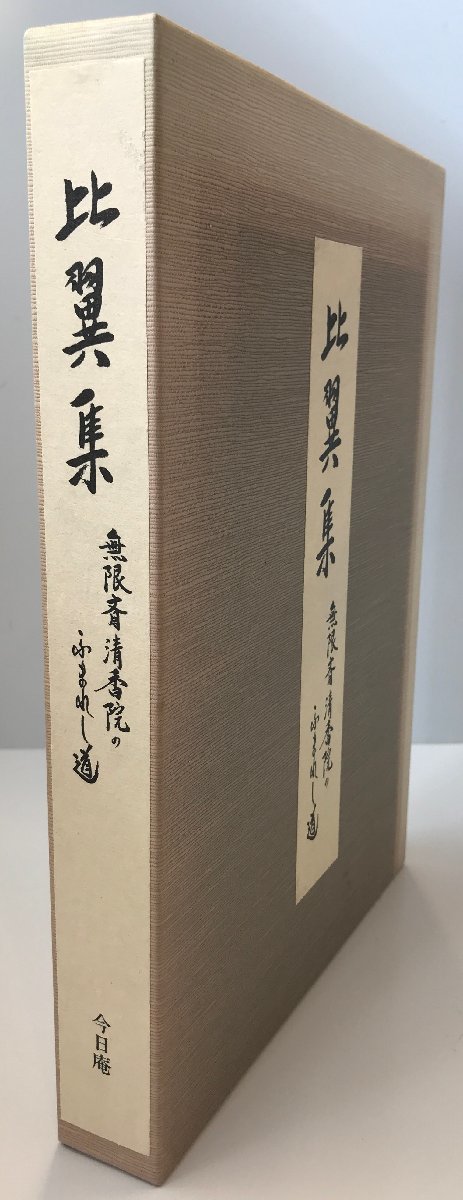 比翼集
無限斎清香院の
ふまれし道
今日庵
比翼集
無限斎清香院の
ふまれし道